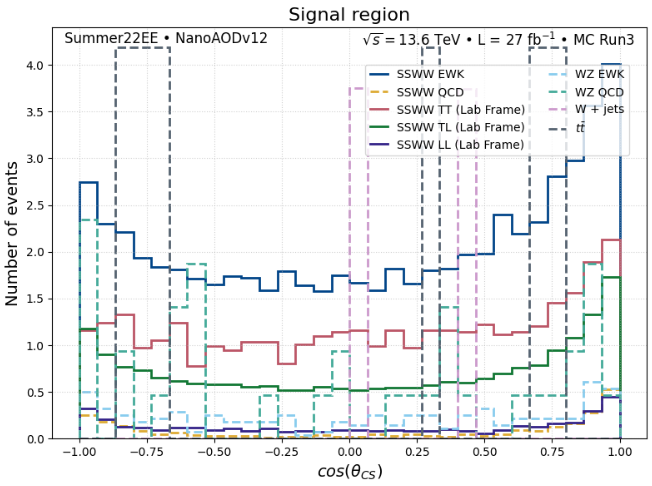 Signal region
Summer22EE • NanoAODv12
√s = 13.6 TeV • L = 27 fb⁻¹ • MC Run3
SSWW EWK
SSWW QCD
SSWW TT (Lab Frame)
SSWW TL (Lab Frame)
SSWW LL (Lab Frame)
WZ EWK
WZ QCD
W + jets
tt̄
Number of events
4.0
3.5
3.0
2.5
2.0
1.5
1.0
0.5
0.0
−1.00 −0.75 −0.50 −0.25 0.00 0.25 0.50 0.75 1.00
cos(θ_CS)